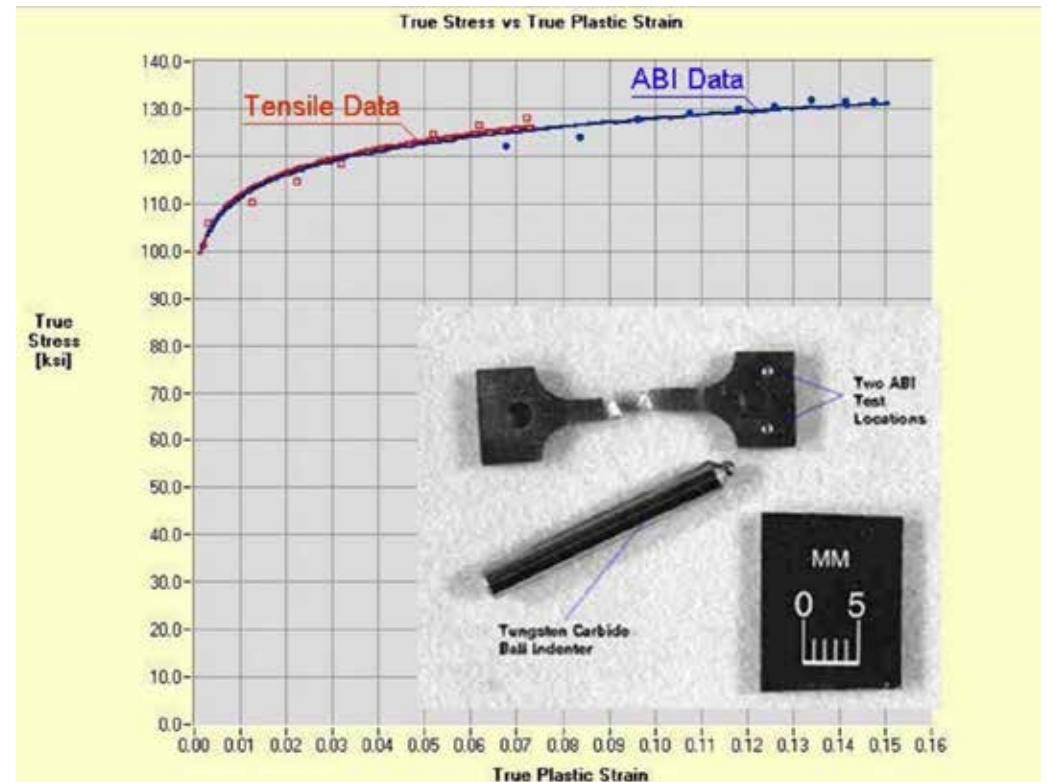 True Stress vs True Plastic Strain
140.0
130.0
120.0
110.0
100.0
90.0
80.0
70.0
60.0
50.0
40.0
30.0
20.0
10.0
0.0
True
Stress
[ksi]
Tensile Data
ABI Data
Two ABI
Test
Locations
Tungsten Carbide
Ball Indenter
MM
0 5
0.00 0.01 0.02 0.03 0.04 0.05 0.06 0.07 0.08 0.09 0.10 0.11 0.12 0.13 0.14 0.15 0.16
True Plastic Strain